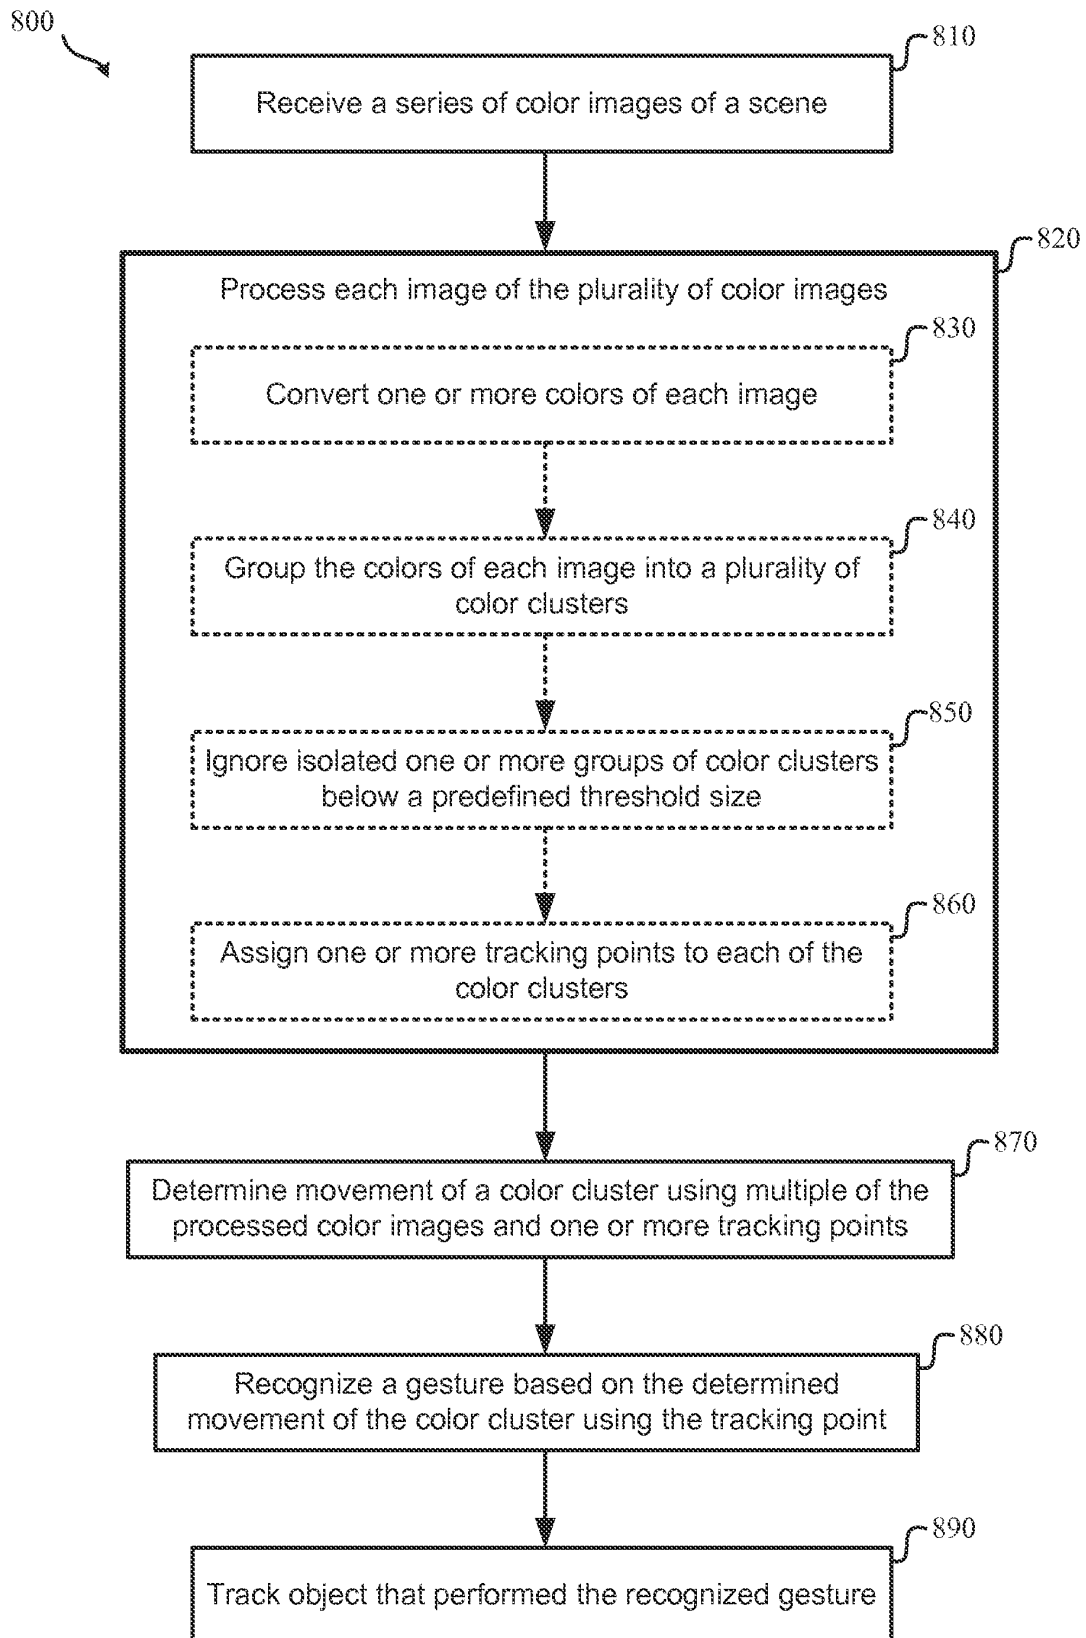 800
810
Receive a series of color images of a scene
820
Process each image of the plurality of color images
830
Convert one or more colors of each image
840
Group the colors of each image into a plurality of
color clusters
850
Ignore isolated one or more groups of color clusters
below a predefined threshold size
860
Assign one or more tracking points to each of the
color clusters
870
Determine movement of a color cluster using multiple of the
processed color images and one or more tracking points
880
Recognize a gesture based on the determined
movement of the color cluster using the tracking point
890
Track object that performed the recognized gesture